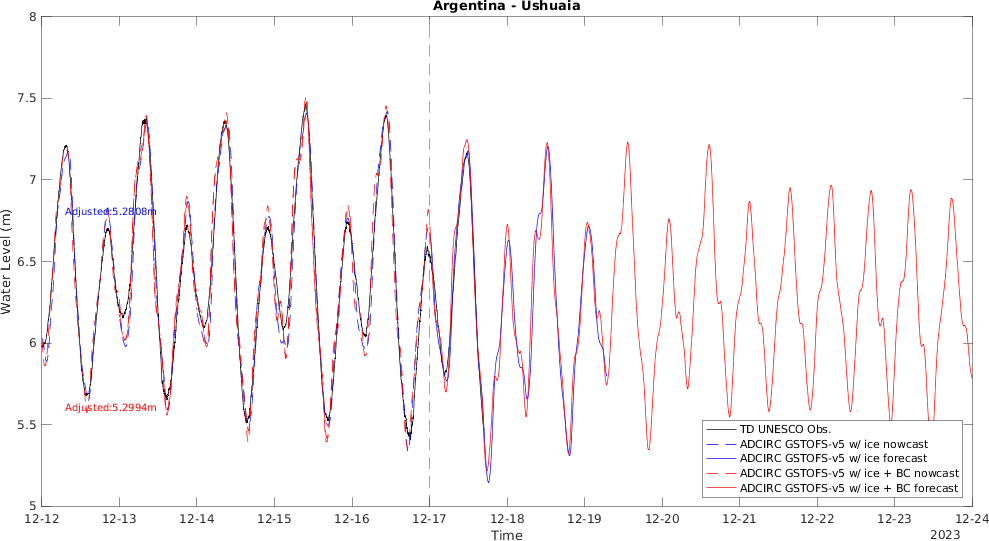 Argentina - Ushuaia
8
7.5
7
6.5
6
5.5
5
Water Level (m)
Adjusted:5.2808m
Adjusted:5.2994m
TD UNESCO Obs.
ADCIRC GSTOFS-v5 w/ ice nowcast
ADCIRC GSTOFS-v5 w/ ice forecast
ADCIRC GSTOFS-v5 w/ ice + BC nowcast
ADCIRC GSTOFS-v5 w/ ice + BC forecast
12-12 12-13 12-14 12-15 12-16 12-17 12-18 12-19 12-20 12-21 12-22 12-23 12-24
Time
2023